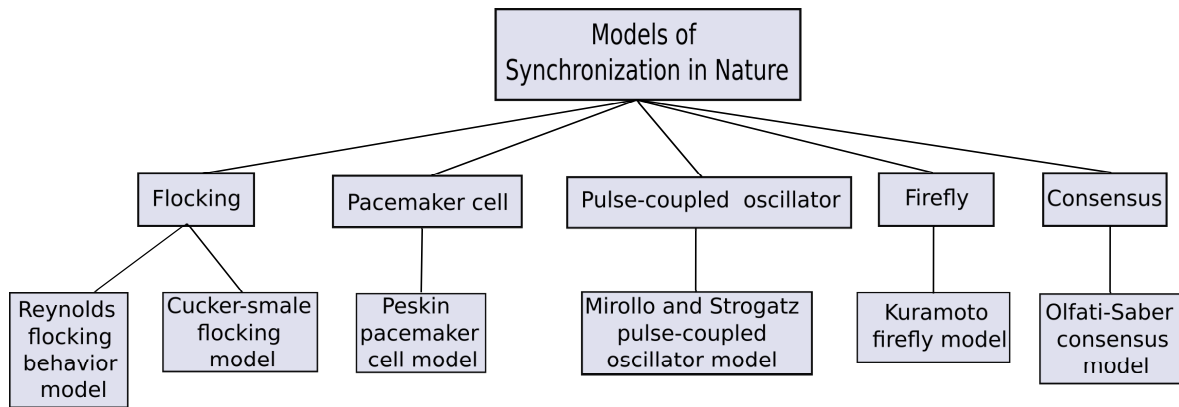 Models of
Synchronization in Nature
Flocking
Pacemaker cell
Pulse-coupled oscillator
Firefly
Consensus
Reynolds
flocking
behavior
model
Cucker-smale
flocking
model
Peskin
pacemaker
cell model
Mirollo and Strogatz
pulse-coupled
oscillator model
Kuramoto
firefly model
Olfati-Saber
consensus
model